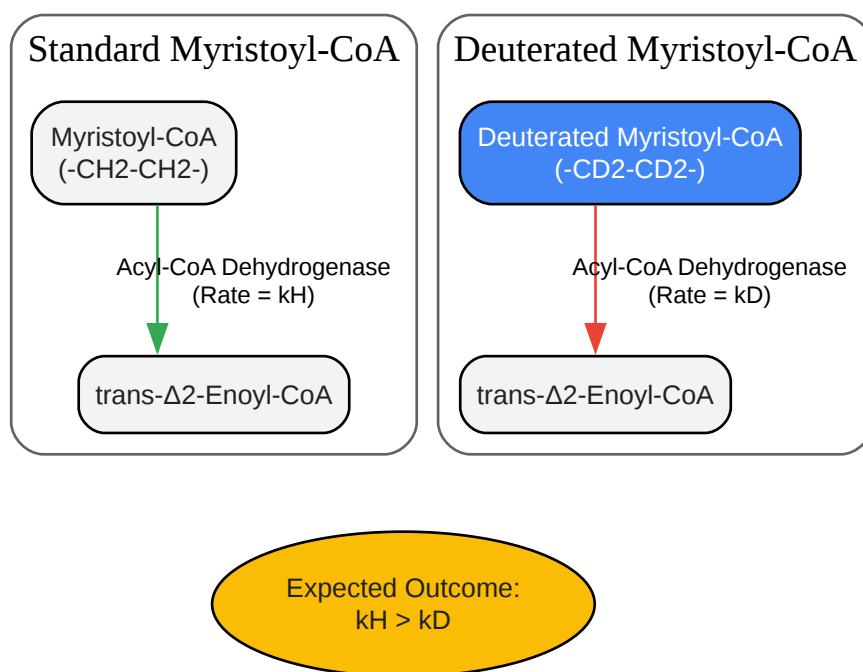 Standard Myristoyl-CoA
Myristoyl-CoA
(-CH2-CH2-)
Acyl-CoA Dehydrogenase
(Rate = kH)
trans-Δ2-Enoyl-CoA
Deuterated Myristoyl-CoA
Deuterated Myristoyl-CoA
(-CD2-CD2-)
Acyl-CoA Dehydrogenase
(Rate = kD)
trans-Δ2-Enoyl-CoA
Expected Outcome:
kH > kD